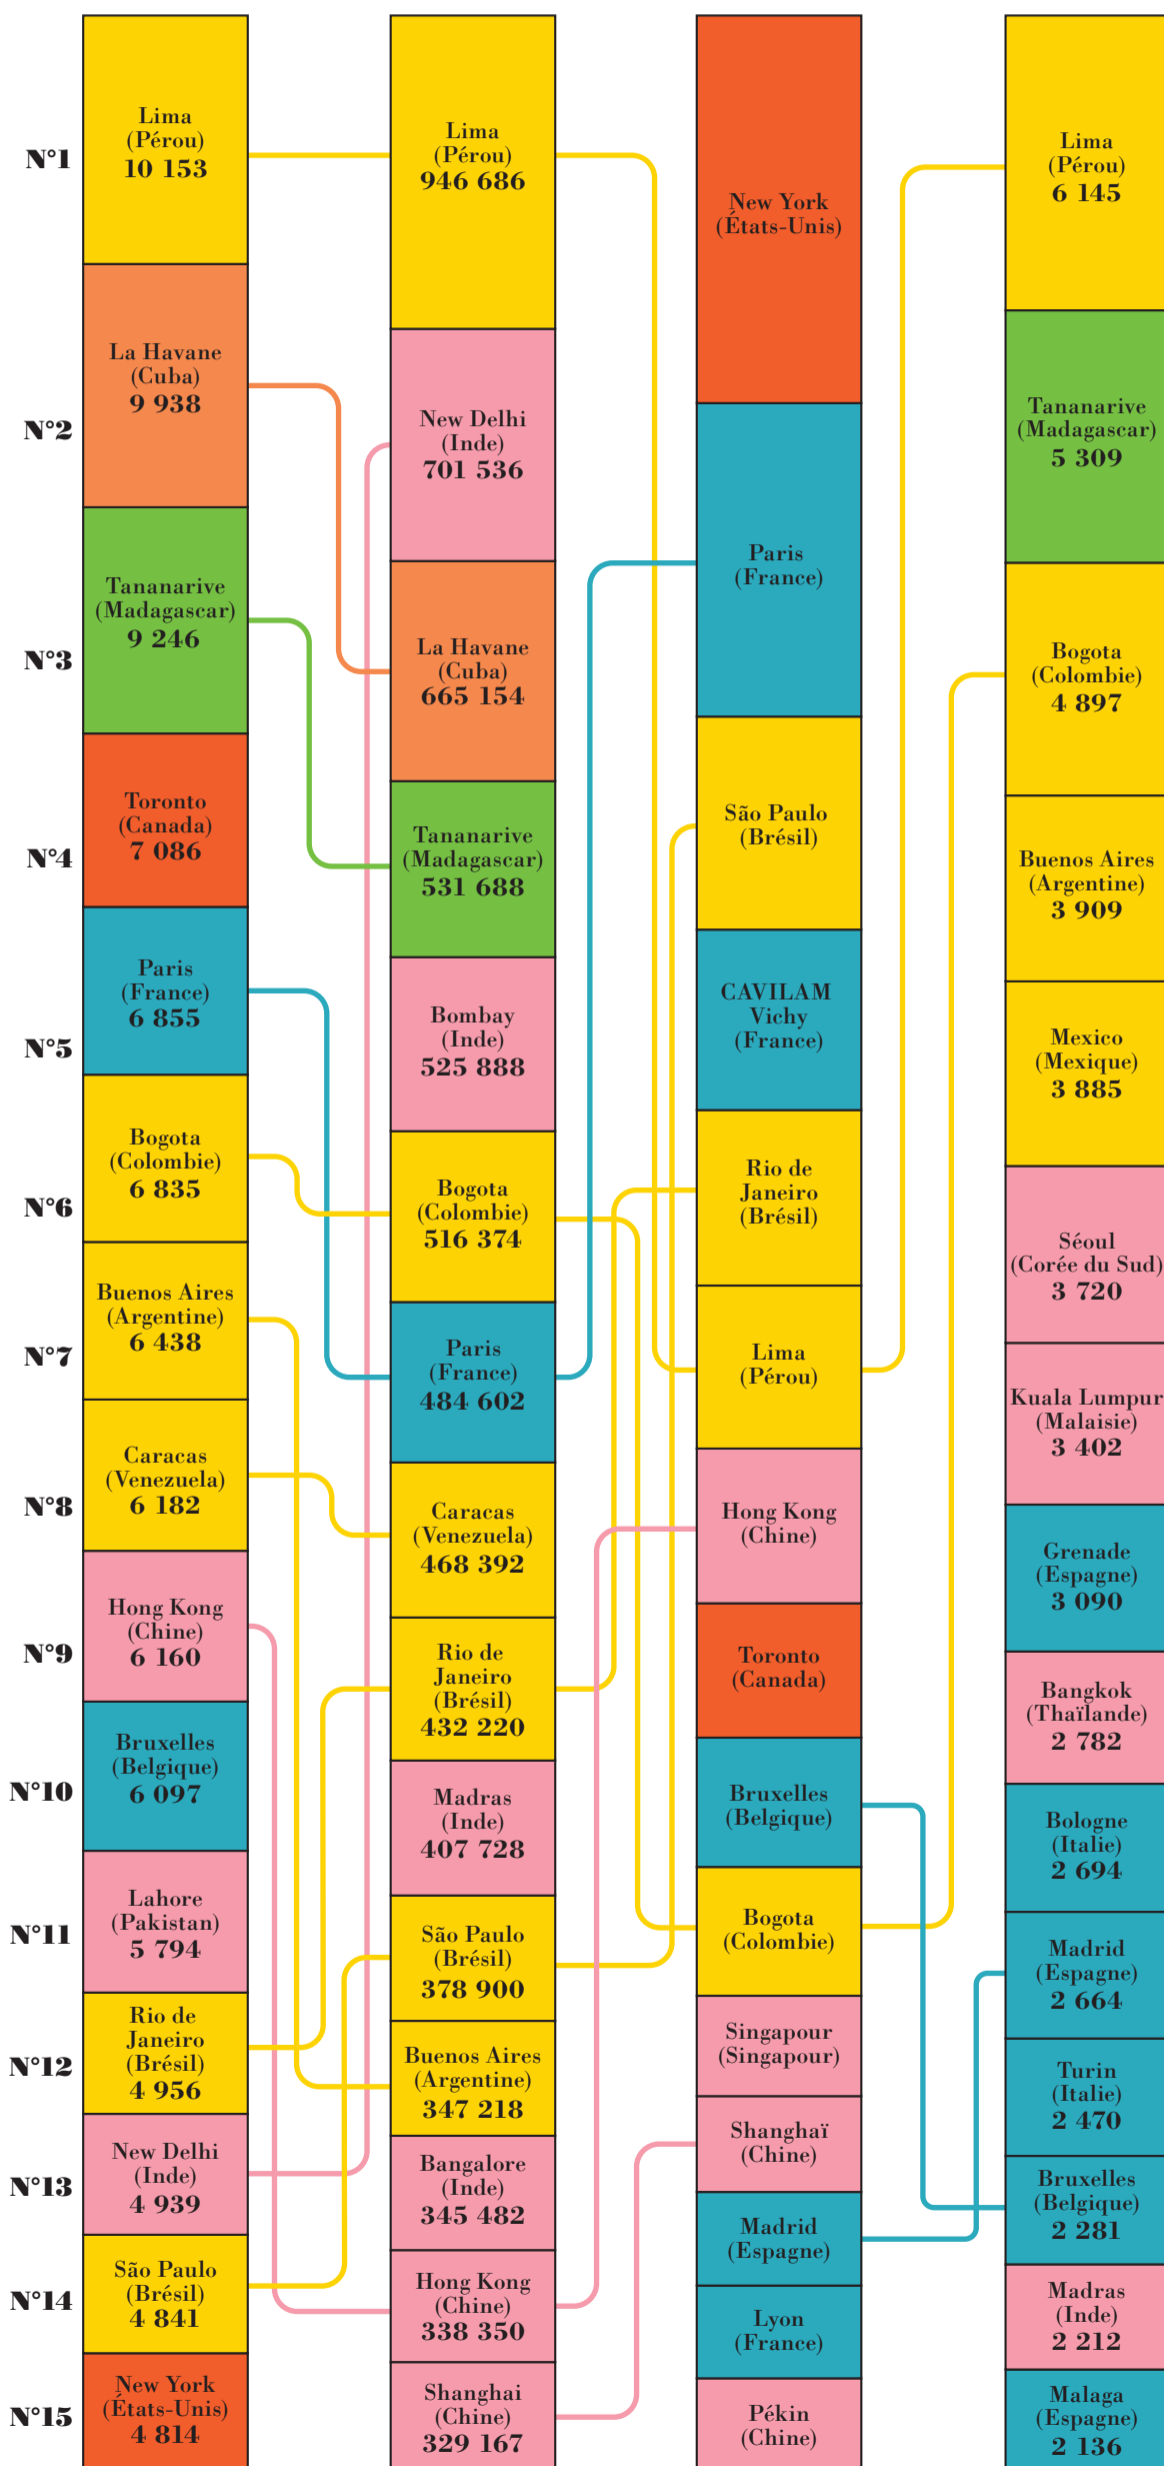 N°1
N°2
N°3
N°4
N°5
N°6
N°7
N°8
N°9
N°10
N°11
N°12
N°13
N°14
N°15
Lima
(Pérou)
10 153
La Havane
(Cuba)
9 938
Tananarive
(Madagascar)
9 246
Toronto
(Canada)
7 086
Paris
(France)
6 855
Bogota
(Colombie)
6 835
Buenos Aires
(Argentine)
6 438
Caracas
(Venezuela)
6 182
Hong Kong
(Chine)
6 160
Bruxelles
(Belgique)
6 097
Lahore
(Pakistan)
5 794
Rio de
Janeiro
(Brésil)
4 956
New Delhi
(Inde)
4 939
São Paulo
(Brésil)
4 841
New York
(États-Unis)
4 814
Lima
(Pérou)
946 686
New Delhi
(Inde)
701 536
La Havane
(Cuba)
665 154
Tananarive
(Madagascar)
531 688
Bombay
(Inde)
525 888
Bogota
(Colombie)
516 374
Paris
(France)
484 602
Caracas
(Venezuela)
468 392
Rio de
Janeiro
(Brésil)
432 220
Madras
(Inde)
407 728
São Paulo
(Brésil)
378 900
Buenos Aires
(Argentine)
347 218
Bangalore
(Inde)
345 482
Hong Kong
(Chine)
338 350
Shanghai
(Chine)
329 167
New York
(États-Unis)
Paris
(France)
São Paulo
(Brésil)
CAVILAM
Vichy
(France)
Rio de
Janeiro
(Brésil)
Lima
(Pérou)
Hong Kong
(Chine)
Toronto
(Canada)
Bruxelles
(Belgique)
Bogota
(Colombie)
Singapour
(Singapour)
Shanghaï
(Chine)
Madrid
(Espagne)
Lyon
(France)
Pékin
(Chine)
Lima
(Pérou)
6 145
Tananarive
(Madagascar)
5 309
Bogota
(Colombie)
4 897
Buenos Aires
(Argentine)
3 909
Mexico
(Mexique)
3 885
Séoul
(Corée du Sud)
3 720
Kuala Lumpur
(Malaisie)
3 402
Grenade
(Espagne)
3 090
Bangkok
(Thaïlande)
2 782
Bologne
(Italie)
2 694
Madrid
(Espagne)
2 664
Turin
(Italie)
2 470
Bruxelles
(Belgique)
2 281
Madras
(Inde)
2 212
Malaga
(Espagne)
2 136